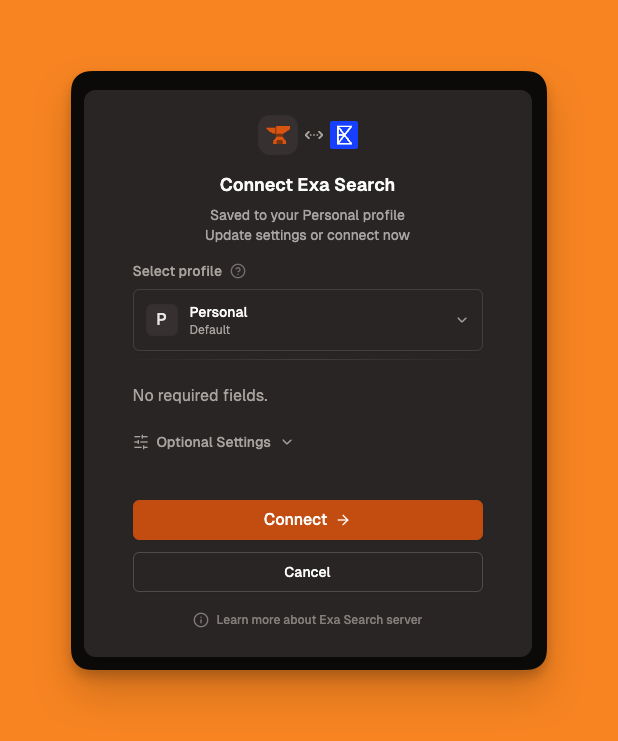 Connect Exa Search
Saved to your Personal profile
Update settings or connect now
Select profile
P
Personal
Default
No required fields.
Optional Settings
Connect
Cancel
Learn more about Exa Search server